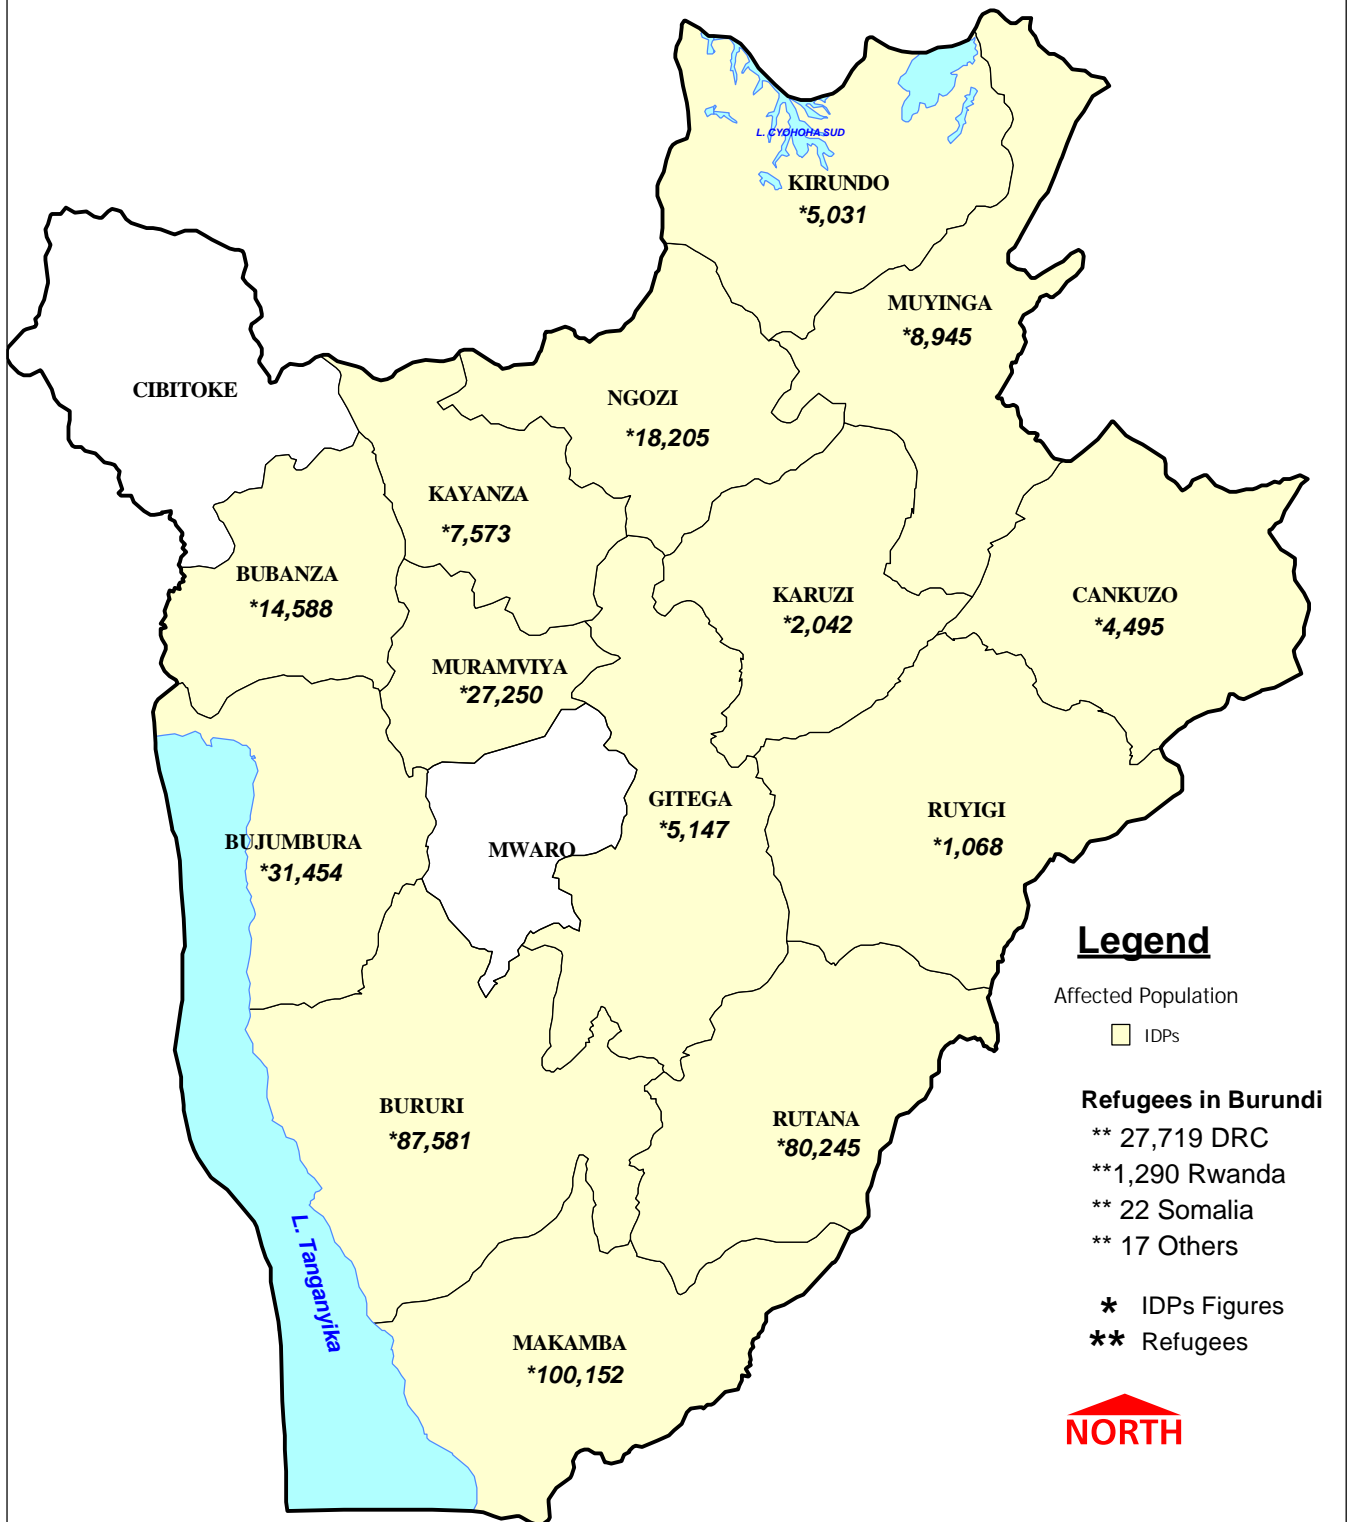 L. CYOHOHA SUD
KIRUNDO
*5,031
MUYINGA
*8,945
CIBITOKE
NGOZI
*18,205
KAYANZA
*7,573
BUBANZA
*14,588
KARUZI
*2,042
CANKUZO
*4,495
MURAMVIYA
*27,250
GITEGA
*5,147
RUYIGI
*1,068
BUJUMBURA
*31,454
MWARO
Legend
Affected Population
IDPs
Refugees in Burundi
** 27,719 DRC
**1,290 Rwanda
** 22 Somalia
** 17 Others
* IDPs Figures
** Refugees
BURURI
*87,581
RUTANA
*80,245
L. Tanganyika
MAKAMBA
*100,152
NORTH